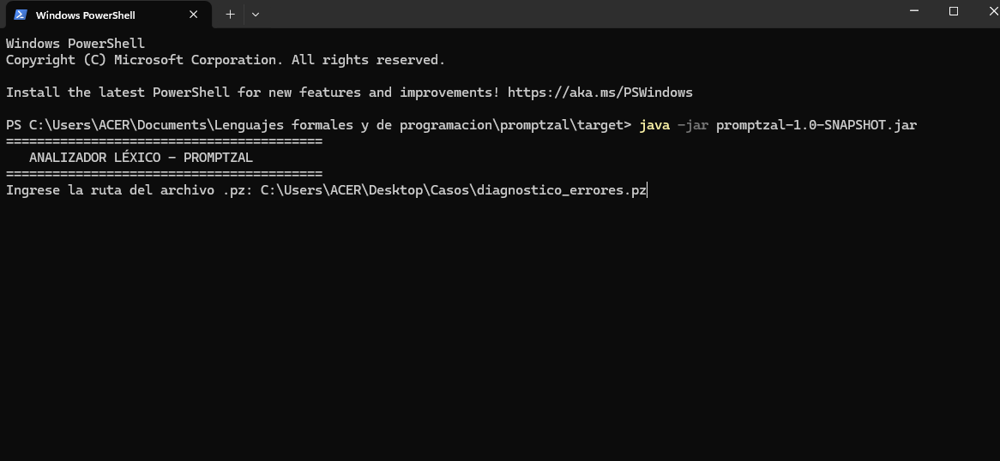 Windows PowerShell
Windows PowerShell
Copyright (C) Microsoft Corporation. All rights reserved.
Install the latest PowerShell for new features and improvements! https://aka.ms/PSWindows
PS C:\Users\ACER\Documents\Lenguajes formales y de programacion\promptzal\target> java -jar promptzal-1.0-SNAPSHOT.jar
=========================================
ANALIZADOR LÉXICO - PROMPTZAL
=========================================
Ingrese la ruta del archivo .pz: C:\Users\ACER\Desktop\Casos\diagnostico_errores.pz